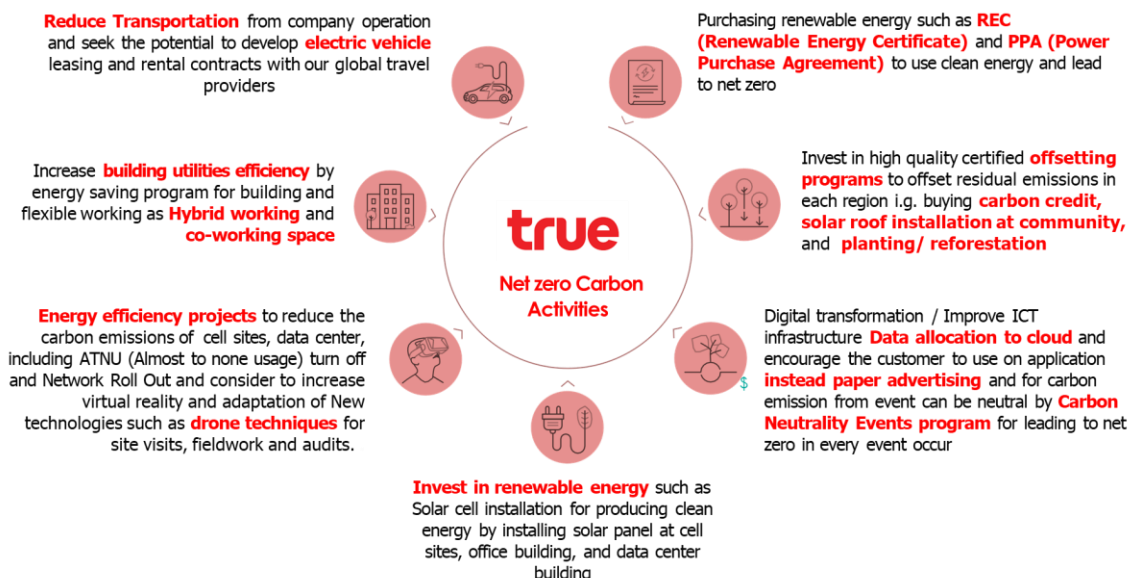 Reduce Transportation from company operation
and seek the potential to develop electric vehicle
leasing and rental contracts with our global travel
providers
Purchasing renewable energy such as REC
(Renewable Energy Certificate) and PPA (Power
Purchase Agreement) to use clean energy and lead
to net zero
Increase building utilities efficiency by
energy saving program for building and
flexible working as Hybrid working and
co-working space
Invest in high quality certified offsetting
programs to offset residual emissions in
each region i.g. buying carbon credit,
solar roof installation at community,
and planting/ reforestation
true
Net zero Carbon
Activities
Energy efficiency projects to reduce the
carbon emissions of cell sites, data center,
including ATNU (Almost to none usage) turn off
and Network Roll Out and consider to increase
virtual reality and adaptation of New
technologies such as drone techniques for
site visits, fieldwork and audits.
Digital transformation / Improve ICT
infrastructure Data allocation to cloud and
encourage the customer to use on application
instead paper advertising and for carbon
emission from event can be neutral by Carbon
Neutrality Events program for leading to net
zero in every event occur
$
Invest in renewable energy such as
Solar cell installation for producing clean
energy by installing solar panel at cell
sites, office building, and data center
building